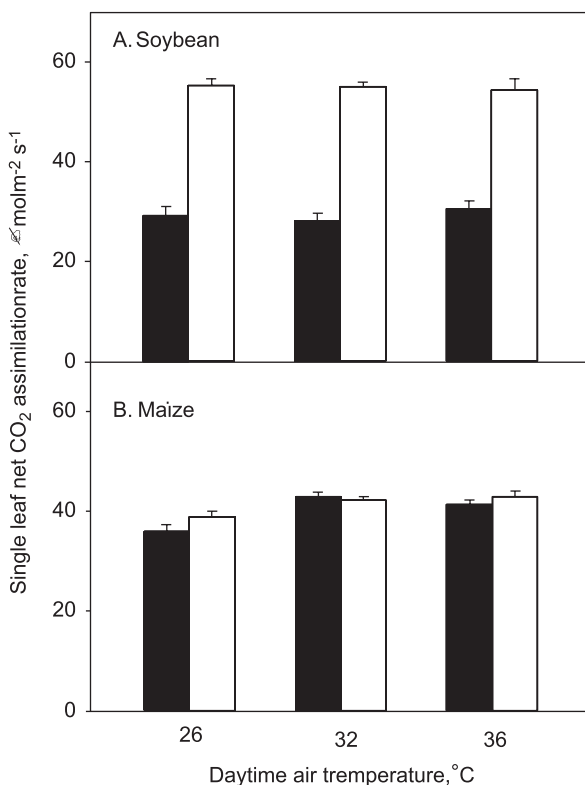 A. Soybean
60
40
20
0
B. Maize
60
40
20
0
26 32 36
Daytime air tremperature,°C
Single leaf net CO2 assimilationrate, molm-2 s-1